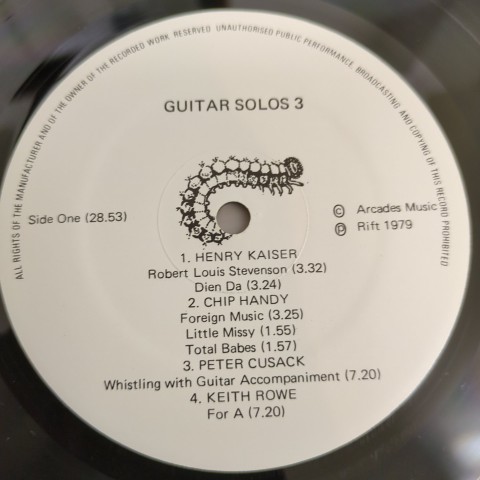 ALL RIGHTS OF THE MANUFACTURER AND OF THE OWNER OF THE RECORDED WORK RESERVED UNAUTHORISED PUBLIC PERFORMANCE, BROADCASTING AND COPYING OF THIS RECORD PROHIBITED
GUITAR SOLOS 3
Side One (28.53)
© Arcades Music
℗ Rift 1979
1. HENRY KAISER
Robert Louis Stevenson (3.32)
Dien Da (3.24)
2. CHIP HANDY
Foreign Music (3.25)
Little Missy (1.55)
Total Babes (1.57)
3. PETER CUSACK
Whistling with Guitar Accompaniment (7.20)
4. KEITH ROWE
For A (7.20)